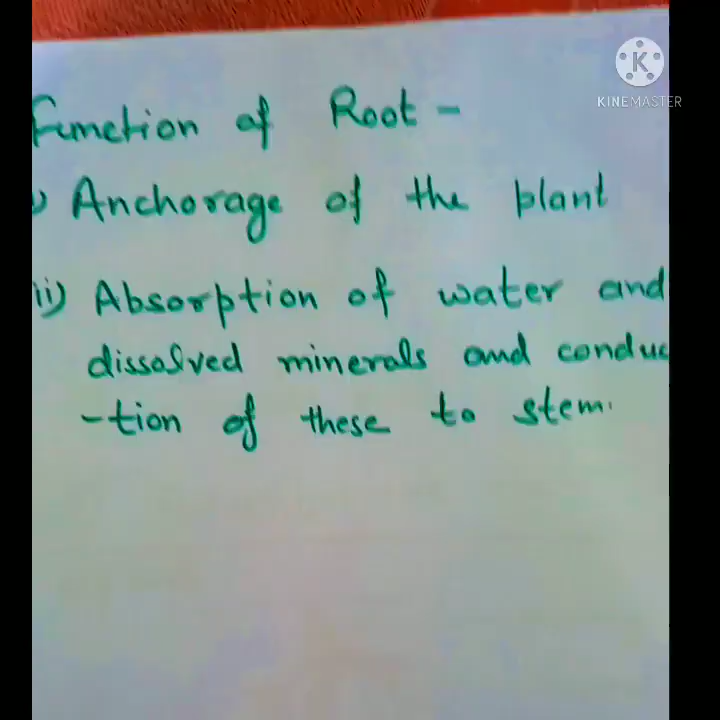 Function of Root -
i) Anchorage of the plant
ii) Absorption of water and
dissolved minerals and conduc
-tion of these to stem.
KINEMASTER